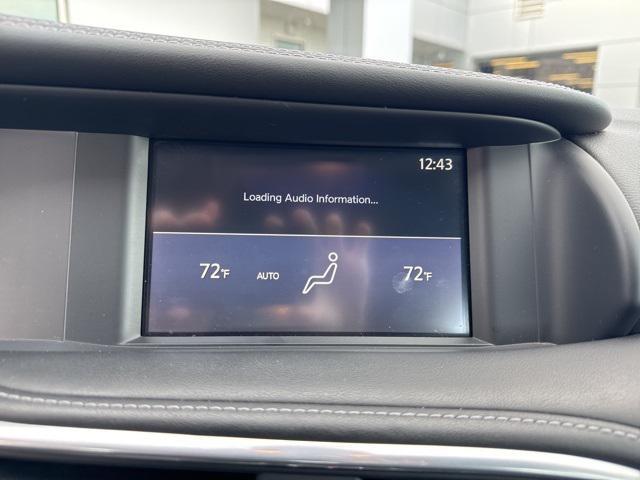 12:43
Loading Audio Information...
72°F AUTO 72°F